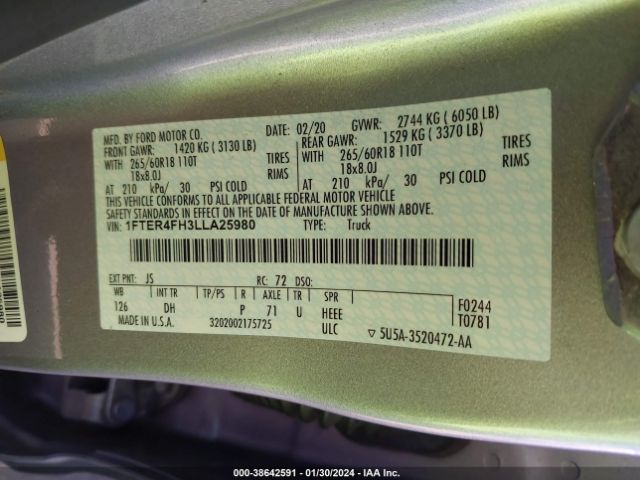 MFD. BY FORD MOTOR CO. DATE: 02/20 GVWR: 2744 KG ( 6050 LB)
FRONT GAWR: 1420 KG ( 3130 LB) REAR GAWR: 1529 KG ( 3370 LB)
WITH 265/60R18 110T TIRES WITH 265/60R18 110T TIRES
18x8.0J RIMS 18x8.0J RIMS
AT 210 kPa/ 30 PSI COLD AT 210 kPa/ 30 PSI COLD
THIS VEHICLE CONFORMS TO ALL APPLICABLE FEDERAL MOTOR VEHICLE
SAFETY STANDARDS IN EFFECT ON THE DATE OF MANUFACTURE SHOWN ABOVE.
VIN: 1FTER4FH3LLA25980 TYPE: Truck
EXT PNT: JS RC: 72 DSO:
WB INT TR TP/PS R AXLE TR SPR F0244
126 DH P 71 U HEEE T0781
MADE IN U.S.A. 3202002175725 ULC ▽ 5U5A-3520472-AA
000-38642591 - 01/30/2024 - IAA Inc.